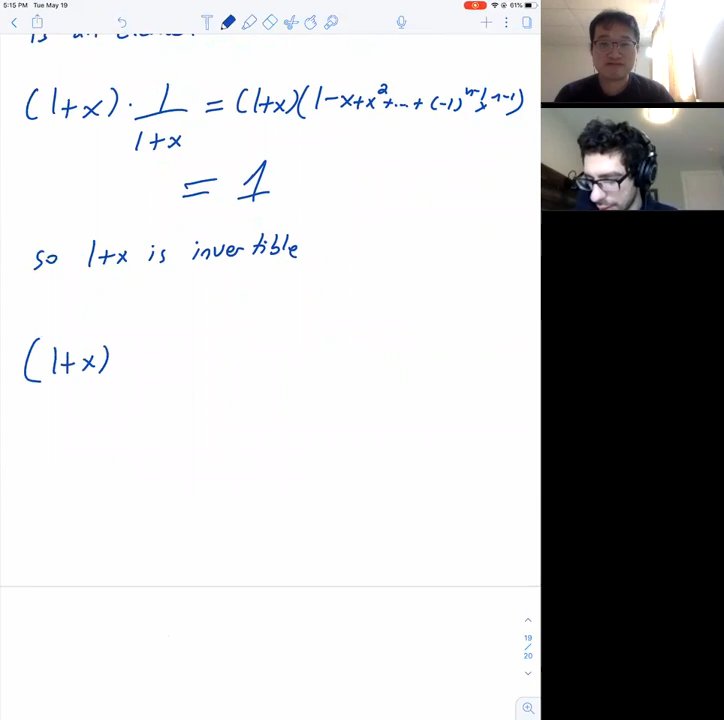 5:15 PM Tue May 19
61%
(1+x) · 1/(1+x) = (1+x)(1-x+x²+...+(-1)ⁿ⁻¹xⁿ⁻¹)
= 1
so 1+x is invertible
(1+x)
19
/
20